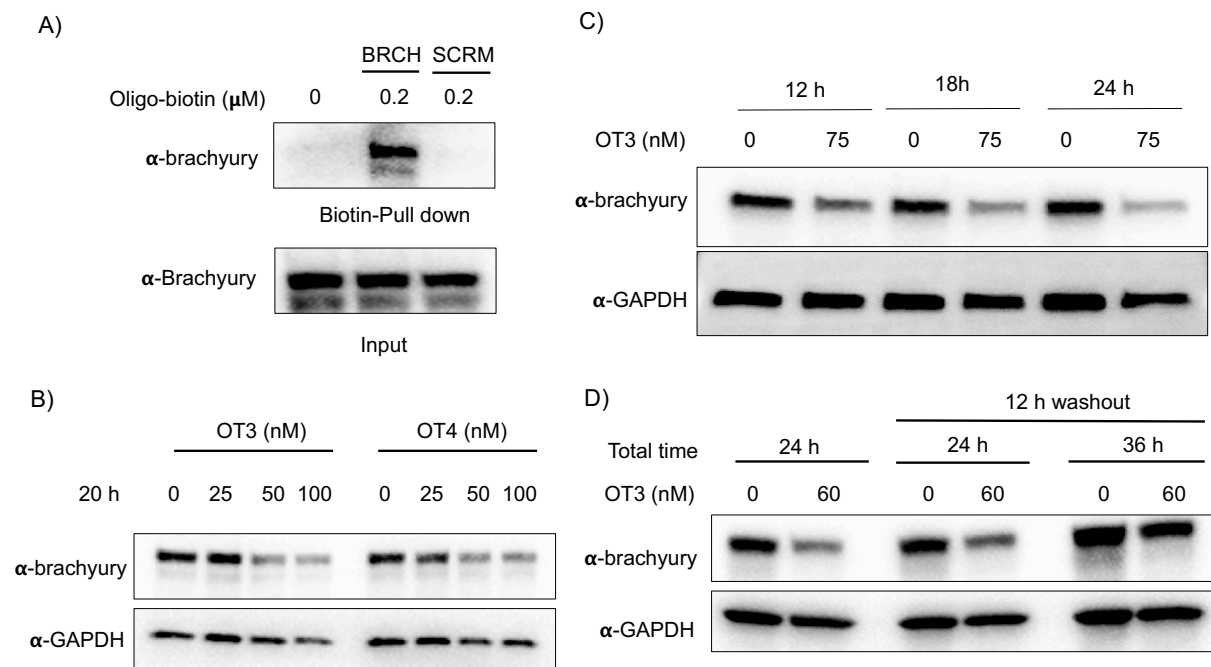 A)
BRCH SCRM
Oligo-biotin (μM) 0 0.2 0.2
α-brachyury
Biotin-Pull down
α-Brachyury
Input
B)
OT3 (nM) OT4 (nM)
20 h 0 25 50 100 0 25 50 100
α-brachyury
α-GAPDH
C)
12 h 18h 24 h
OT3 (nM) 0 75 0 75 0 75
α-brachyury
α-GAPDH
D)
12 h washout
Total time 24 h 24 h 36 h
OT3 (nM) 0 60 0 60 0 60
α-brachyury
α-GAPDH